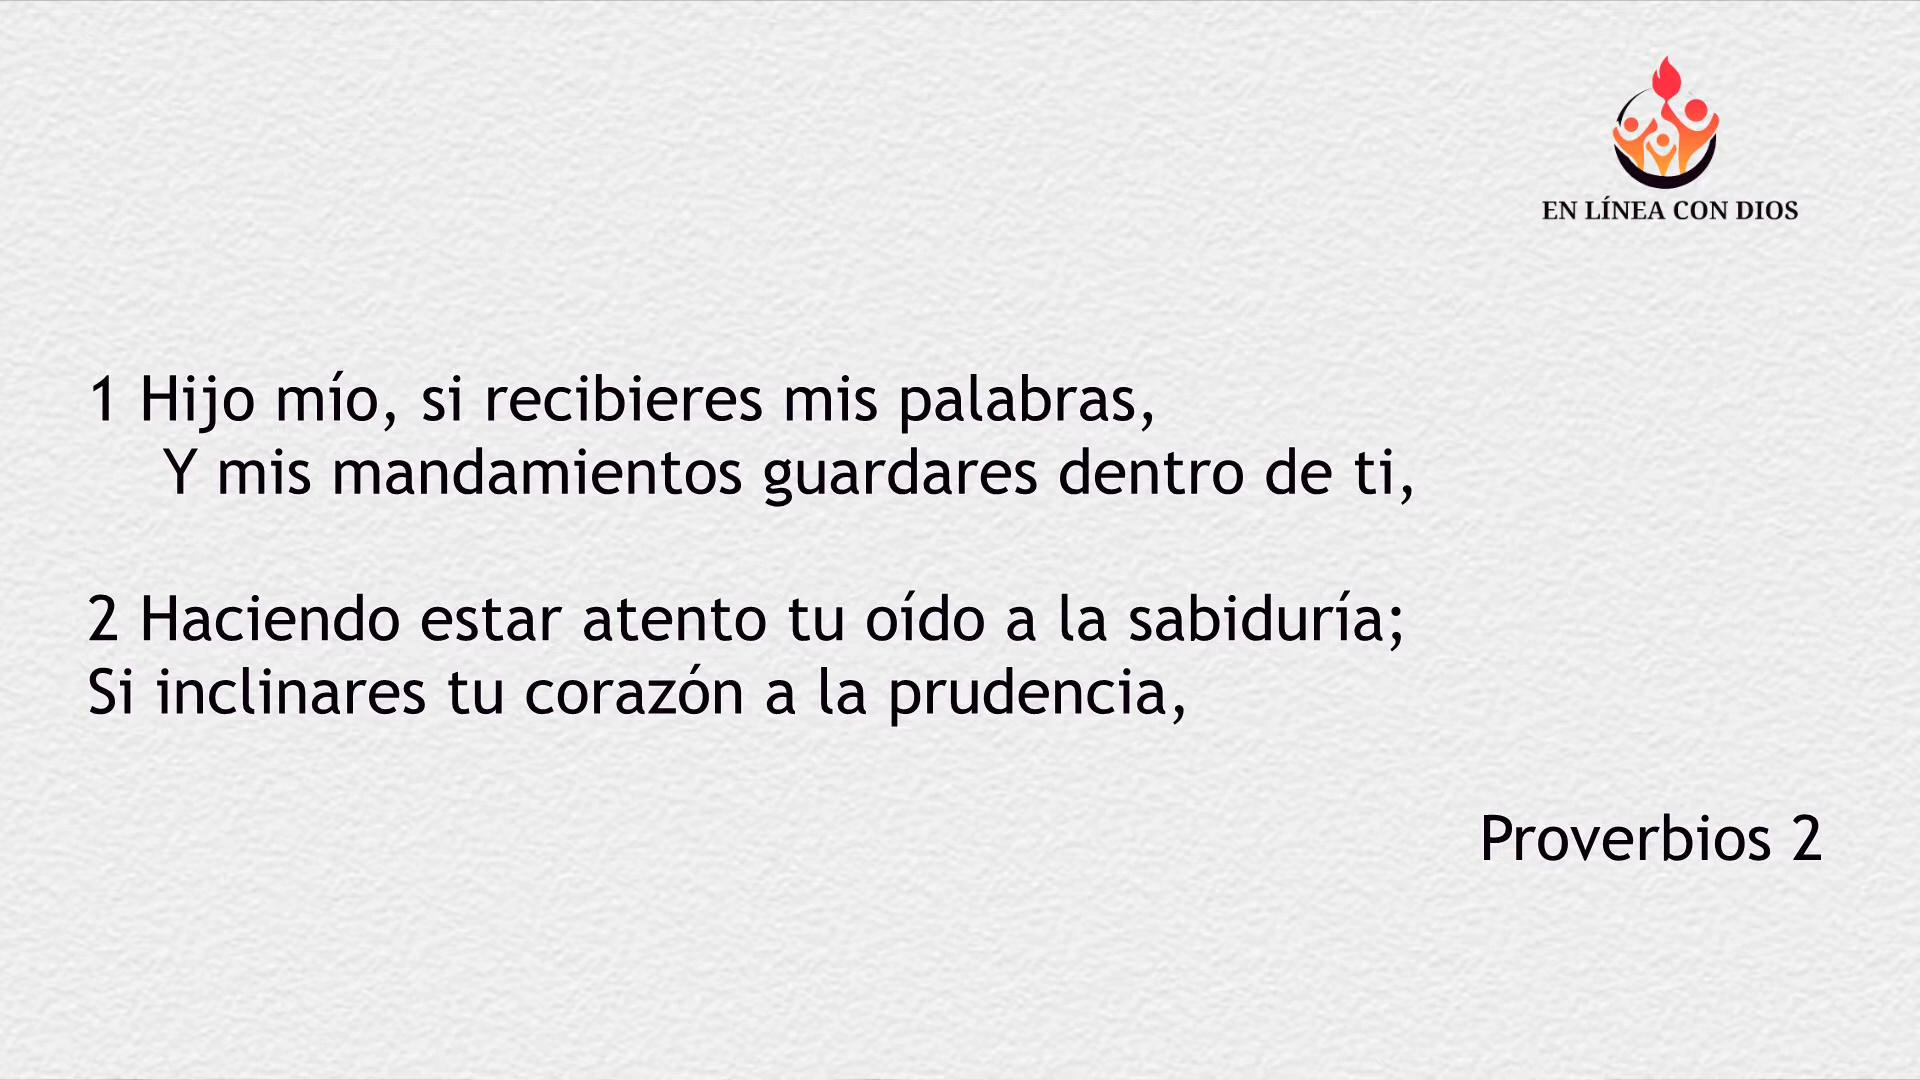 EN LÍNEA CON DIOS
1 Hijo mío, si recibieres mis palabras,
Y mis mandamientos guardares dentro de ti,
2 Haciendo estar atento tu oído a la sabiduría;
Si inclinares tu corazón a la prudencia,
Proverbios 2